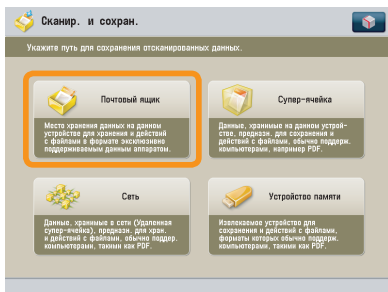 Сканир. и сохран.
Укажите путь для сохранения отсканированных данных.
Почтовый ящик
Место хранения данных на данном
устройстве для хранения и действий
с файлами в формате эксклюзивно
поддерживаемым данным аппаратом.
Супер-ячейка
Данные, хранимые на данном устрой-
стве, предназн. для сохранения и
действий с файлами, обычно поддерж.
компьютерами, например PDF.
Сеть
Данные, хранимые в сети (Удаленная
супер-ячейка), предназн. для хран.
и действий с файлами, обычно поддер.
компьютерами, такими как PDF.
Устройство памяти
Извлекаемое устройство для
сохранения и действий с файлами,
форматы которых обычно поддерж.
компьютерами, такими как PDF.